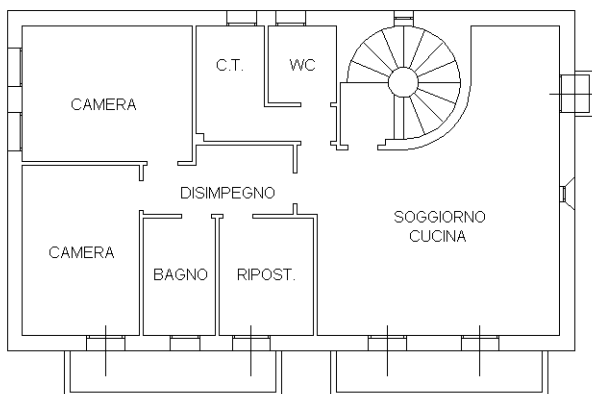 C.T.
WC
CAMERA
DISIMPEGNO
SOGGIORNO
CUCINA
CAMERA
BAGNO
RIPOST.